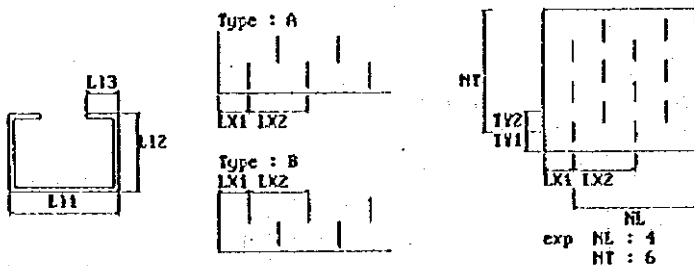 L13
L12
L11
Type : A
LX1 LX2
Type : B
LX1 LX2
NT
TY2
TY1
LX1 LX2
NL
exp NL : 4
NT : 6